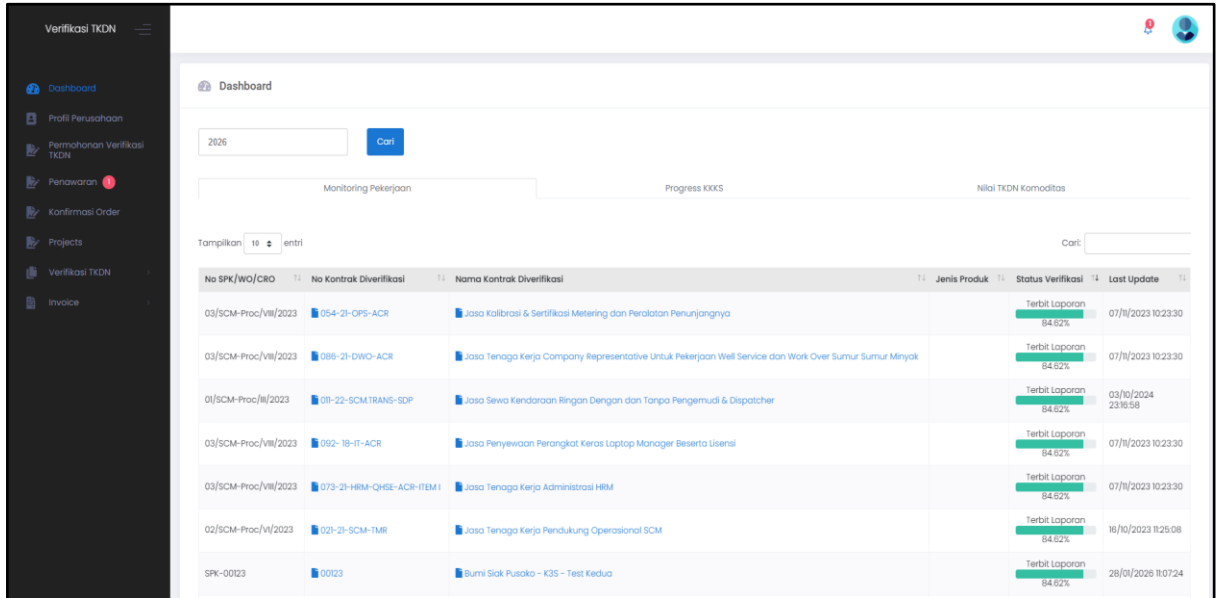 Verifikasi TKDN
1
Dashboard
Profil Perusahaan
Permohonan Verifikasi
TKDN
Penawaran 1
Konfirmasi Order
Projects
Verifikasi TKDN
Invoice
Dashboard
2026 Cari
Monitoring Pekerjaan Progress KKKS Nilai TKDN Komoditas
Tampilkan 10 entri Cari:
No SPK/WO/CRO No Kontrak Diverifikasi Nama Kontrak Diverifikasi Jenis Produk Status Verifikasi Last Update
03/SCM-Proc/VIII/2023 054-21-OPS-ACR Jasa Kalibrasi & Sertifikasi Metering dan Peralatan Penunjangnya Terbit Laporan 84.62% 07/11/2023 10:23:30
03/SCM-Proc/VIII/2023 086-21-DWO-ACR Jasa Tenaga Kerja Company Representative Untuk Pekerjaan Well Service dan Work Over Sumur Sumur Minyak Terbit Laporan 84.62% 07/11/2023 10:23:30
01/SCM-Proc/III/2023 011-22-SCM.TRANS-SDP Jasa Sewa Kendaraan Ringan Dengan dan Tanpa Pengemudi & Dispatcher Terbit Laporan 84.62% 03/10/2024 23:16:58
03/SCM-Proc/VIII/2023 092- 18-IT-ACR Jasa Penyewaan Perangkat Keras Laptop Manager Beserta Lisensi Terbit Laporan 84.62% 07/11/2023 10:23:30
03/SCM-Proc/VIII/2023 073-21-HRM-QHSE-ACR-ITEM I Jasa Tenaga Kerja Administrasi HRM Terbit Laporan 84.62% 07/11/2023 10:23:30
02/SCM-Proc/VI/2023 021-21-SCM-TMR Jasa Tenaga Kerja Pendukung Operasional SCM Terbit Laporan 84.62% 16/10/2023 11:25:08
SPK-00123 00123 Bumi Siak Pusako - K3S - Test Kedua Terbit Laporan 84.62% 28/01/2026 11:07:24